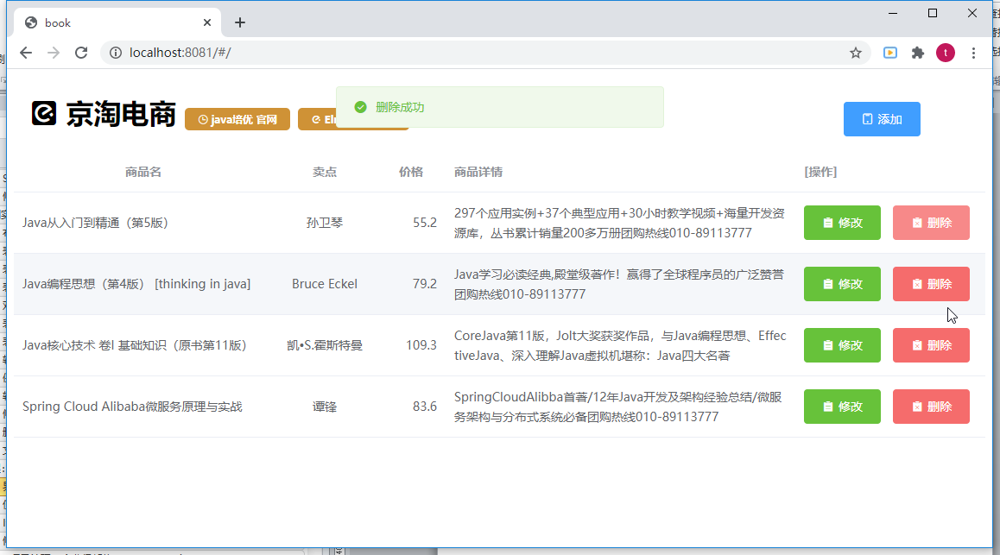 book
localhost:8081/#/
t
京淘电商
java培优 官网
El
删除成功
添加
商品名 卖点 价格 商品详情 [操作]
Java从入门到精通（第5版） 孙卫琴 55.2 297个应用实例+37个典型应用+30小时教学视频+海量开发资
源库，丛书累计销量200多万册团购热线010-89113777
修改 删除
Java编程思想（第4版） [thinking in java] Bruce Eckel 79.2 Java学习必读经典,殿堂级著作！赢得了全球程序员的广泛赞誉
团购热线010-89113777
修改 删除
Java核心技术 卷I 基础知识（原书第11版） 凯•S.霍斯特曼 109.3 CoreJava第11版，Jolt大奖获奖作品，与Java编程思想、Effec
tiveJava、深入理解Java虚拟机堪称：Java四大名著
修改 删除
Spring Cloud Alibaba微服务原理与实战 谭锋 83.6 SpringCloudAlibba首著/12年Java开发及架构经验总结/微服
务架构与分布式系统必备团购热线010-89113777
修改 删除